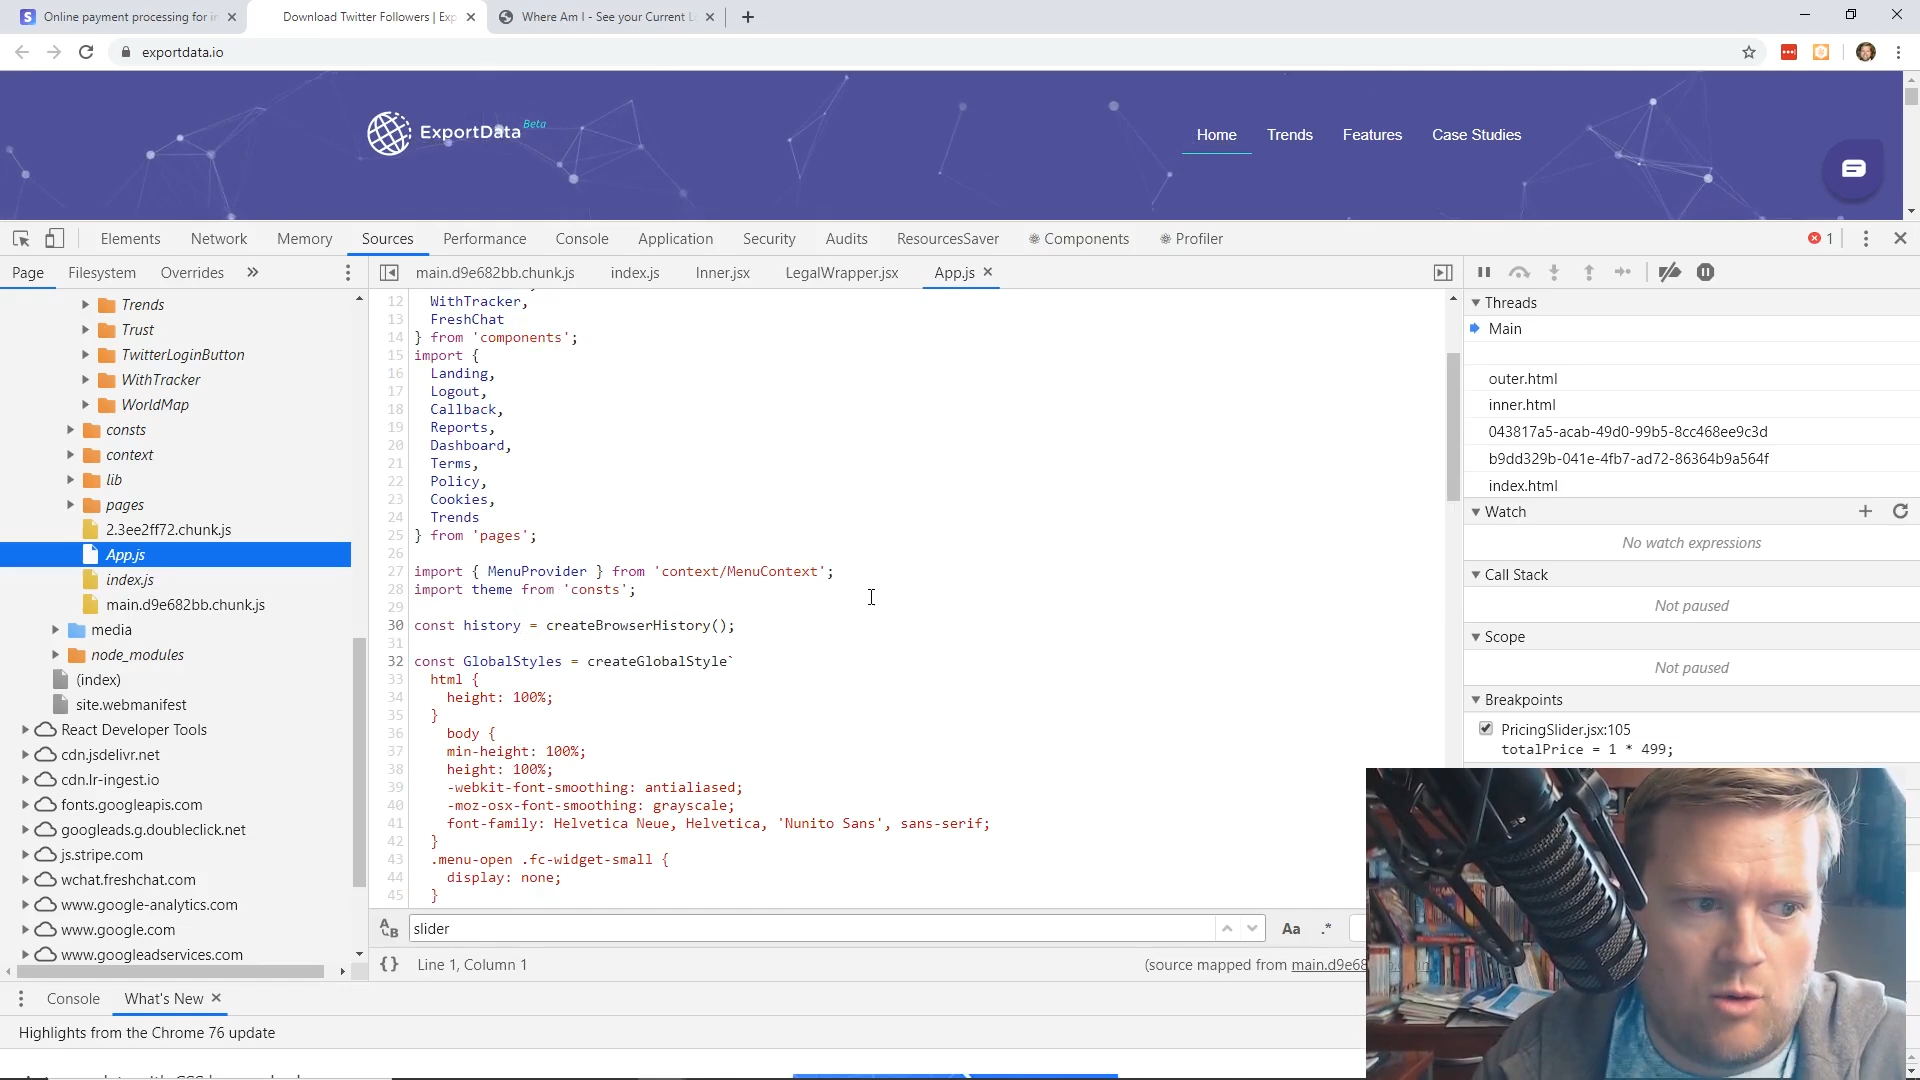 Online payment processing for in
Download Twitter Followers | Exp
Where Am I - See your Current L
exportdata.io
ExportData Beta
Home Trends Features Case Studies
Elements Network Memory Sources Performance Console Application Security Audits ResourcesSaver Components Profiler 1
Page Filesystem Overrides
main.d9e682bb.chunk.js index.js Inner.jsx LegalWrapper.jsx App.js
Trends
Trust
TwitterLoginButton
WithTracker
WorldMap
consts
context
lib
pages
2.3ee2ff72.chunk.js
App.js
index.js
main.d9e682bb.chunk.js
media
node_modules
(index)
site.webmanifest
React Developer Tools
cdn.jsdelivr.net
cdn.lr-ingest.io
fonts.googleapis.com
googleads.g.doubleclick.net
js.stripe.com
wchat.freshchat.com
www.google-analytics.com
www.google.com
www.googleadservices.com
12 WithTracker,
13 FreshChat
14 } from 'components';
15 import {
16 Landing,
17 Logout,
18 Callback,
19 Reports,
20 Dashboard,
21 Terms,
22 Policy,
23 Cookies,
24 Trends
25 } from 'pages';
26
27 import { MenuProvider } from 'context/MenuContext';
28 import theme from 'consts';
29
30 const history = createBrowserHistory();
31
32 const GlobalStyles = createGlobalStyle`
33 html {
34 height: 100%;
35 }
36 body {
37 min-height: 100%;
38 height: 100%;
39 -webkit-font-smoothing: antialiased;
40 -moz-osx-font-smoothing: grayscale;
41 font-family: Helvetica Neue, Helvetica, 'Nunito Sans', sans-serif;
42 }
43 .menu-open .fc-widget-small {
44 display: none;
45 }
slider
Aa .*
{} Line 1, Column 1
(source mapped from main.d9e68
Threads
Main
outer.html
inner.html
043817a5-acab-49d0-99b5-8cc468ee9c3d
b9dd329b-041e-4fb7-ad72-86364b9a564f
index.html
Watch
No watch expressions
Call Stack
Not paused
Scope
Not paused
Breakpoints
PricingSlider.jsx:105
totalPrice = 1 * 499;
Console What's New
Highlights from the Chrome 76 update